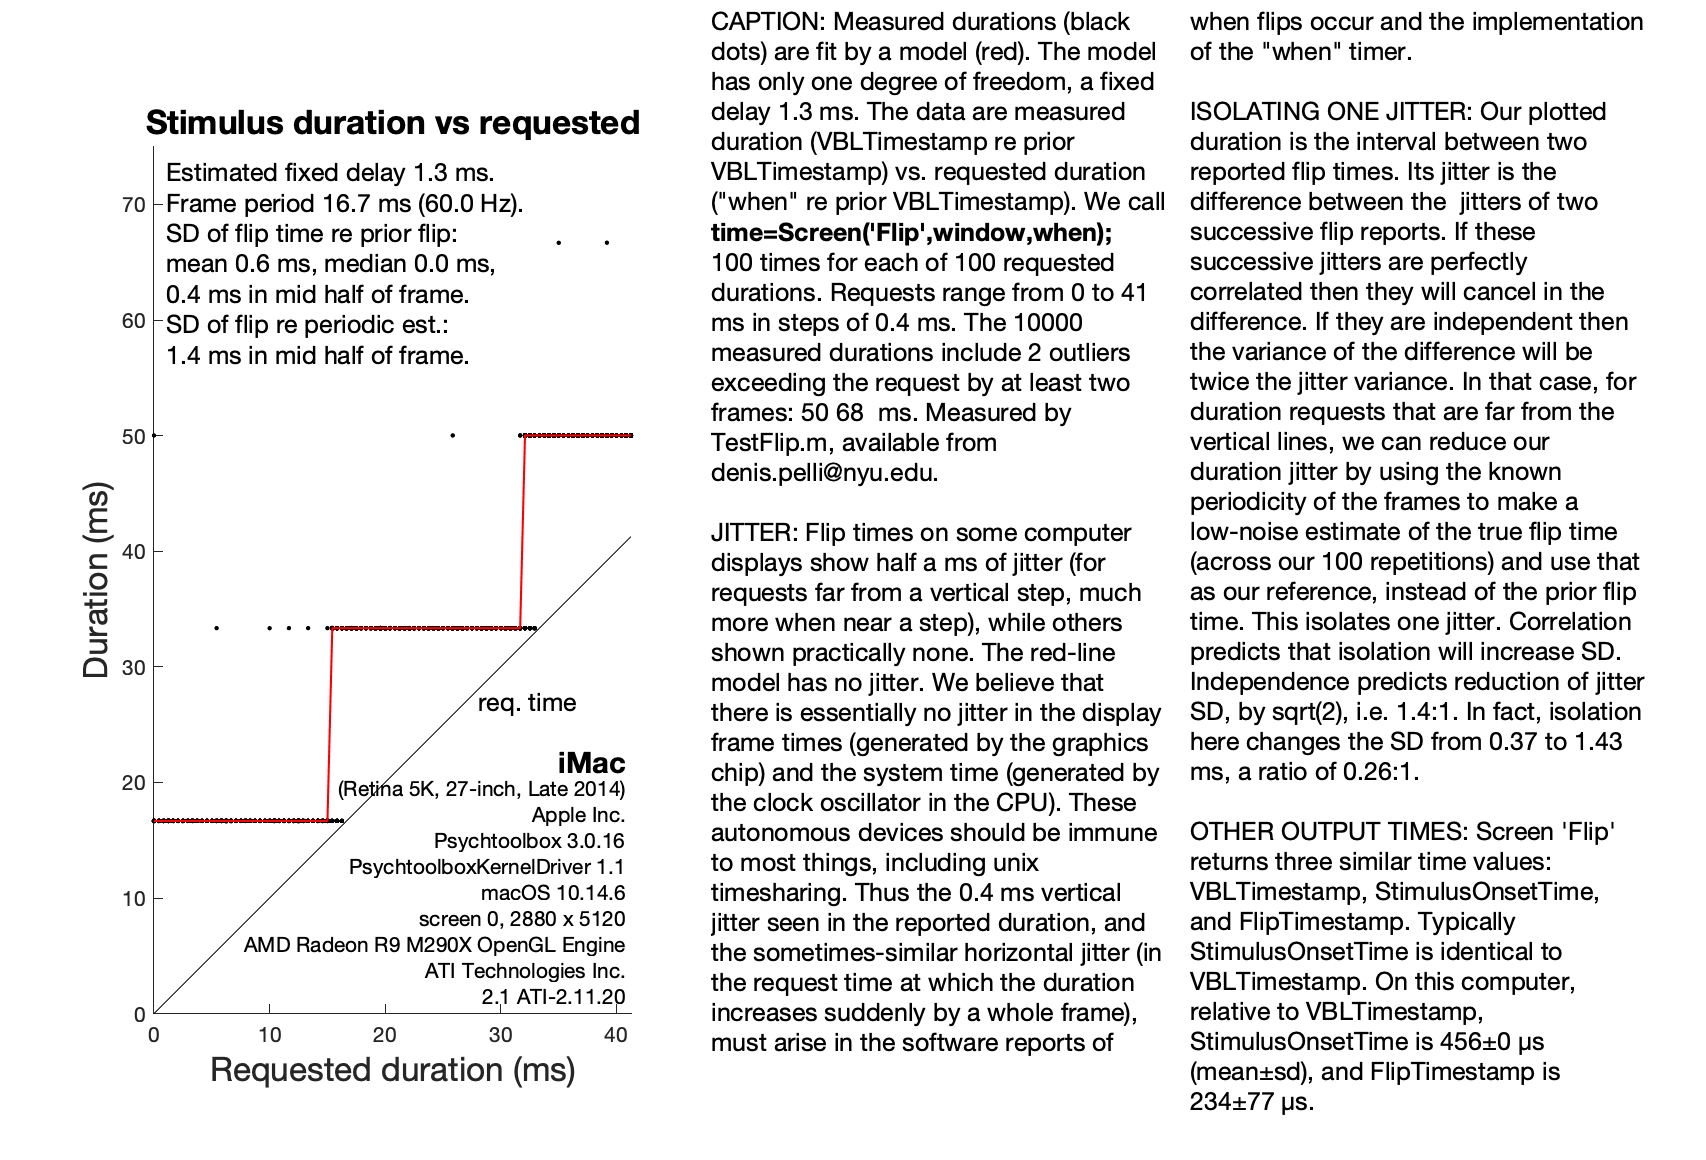 Stimulus duration vs requested
Estimated fixed delay 1.3 ms.
Frame period 16.7 ms (60.0 Hz).
SD of flip time re prior flip:
mean 0.6 ms, median 0.0 ms,
0.4 ms in mid half of frame.
SD of flip re periodic est.:
1.4 ms in mid half of frame.
70
60
50
40
30
20
10
0
Duration (ms)
req. time
iMac
(Retina 5K, 27-inch, Late 2014)
Apple Inc.
Psychtoolbox 3.0.16
PsychtoolboxKernelDriver 1.1
macOS 10.14.6
screen 0, 2880 x 5120
AMD Radeon R9 M290X OpenGL Engine
ATI Technologies Inc.
2.1 ATI-2.11.20
0 10 20 30 40
Requested duration (ms)
CAPTION: Measured durations (black
dots) are fit by a model (red). The model
has only one degree of freedom, a fixed
delay 1.3 ms. The data are measured
duration (VBLTimestamp re prior
VBLTimestamp) vs. requested duration
("when" re prior VBLTimestamp). We call
time=Screen('Flip',window,when);
100 times for each of 100 requested
durations. Requests range from 0 to 41
ms in steps of 0.4 ms. The 10000
measured durations include 2 outliers
exceeding the request by at least two
frames: 50 68  ms. Measured by
TestFlip.m, available from
denis.pelli@nyu.edu.
JITTER: Flip times on some computer
displays show half a ms of jitter (for
requests far from a vertical step, much
more when near a step), while others
shown practically none. The red-line
model has no jitter. We believe that
there is essentially no jitter in the display
frame times (generated by the graphics
chip) and the system time (generated by
the clock oscillator in the CPU). These
autonomous devices should be immune
to most things, including unix
timesharing. Thus the 0.4 ms vertical
jitter seen in the reported duration, and
the sometimes-similar horizontal jitter (in
the request time at which the duration
increases suddenly by a whole frame),
must arise in the software reports of
when flips occur and the implementation
of the "when" timer.
ISOLATING ONE JITTER: Our plotted
duration is the interval between two
reported flip times. Its jitter is the
difference between the  jitters of two
successive flip reports. If these
successive jitters are perfectly
correlated then they will cancel in the
difference. If they are independent then
the variance of the difference will be
twice the jitter variance. In that case, for
duration requests that are far from the
vertical lines, we can reduce our
duration jitter by using the known
periodicity of the frames to make a
low-noise estimate of the true flip time
(across our 100 repetitions) and use that
as our reference, instead of the prior flip
time. This isolates one jitter. Correlation
predicts that isolation will increase SD.
Independence predicts reduction of jitter
SD, by sqrt(2), i.e. 1.4:1. In fact, isolation
here changes the SD from 0.37 to 1.43
ms, a ratio of 0.26:1.
OTHER OUTPUT TIMES: Screen 'Flip'
returns three similar time values:
VBLTimestamp, StimulusOnsetTime,
and FlipTimestamp. Typically
StimulusOnsetTime is identical to
VBLTimestamp. On this computer,
relative to VBLTimestamp,
StimulusOnsetTime is 456±0 µs
(mean±sd), and FlipTimestamp is
234±77 µs.